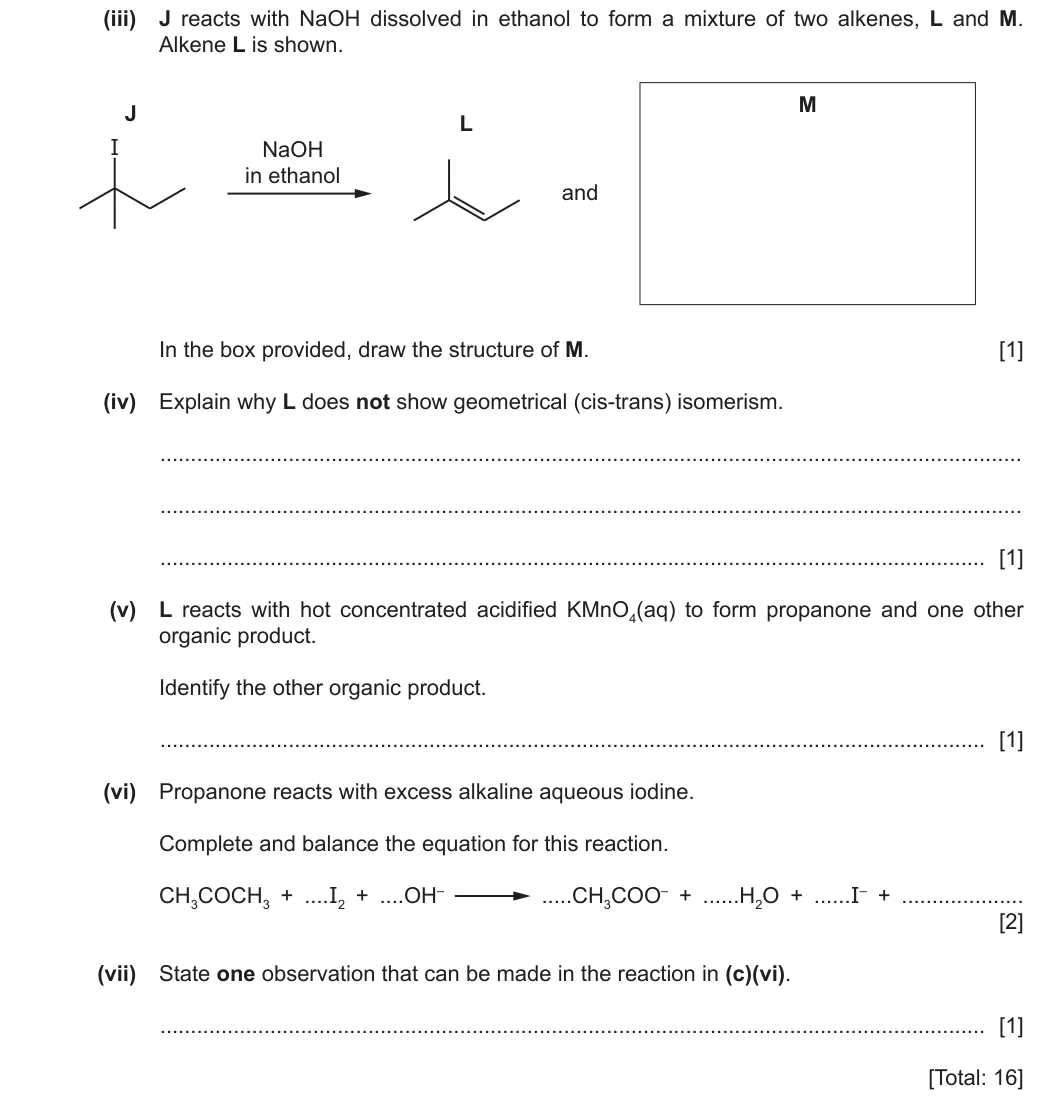 (iii) J reacts with NaOH dissolved in ethanol to form a mixture of two alkenes, L and M.
Alkene L is shown.
J
I
NaOH
in ethanol
L
and
M
In the box provided, draw the structure of M. [1]
(iv) Explain why L does not show geometrical (cis-trans) isomerism.
..........
..........
.......... [1]
(v) L reacts with hot concentrated acidified KMnO₄(aq) to form propanone and one other
organic product.
Identify the other organic product.
.......... [1]
(vi) Propanone reacts with excess alkaline aqueous iodine.
Complete and balance the equation for this reaction.
CH₃COCH₃ + ....I₂ + ....OH⁻ ⟶ .....CH₃COO⁻ + ......H₂O + ......I⁻ + ....................
[2]
(vii) State one observation that can be made in the reaction in (c)(vi).
.......... [1]
[Total: 16]